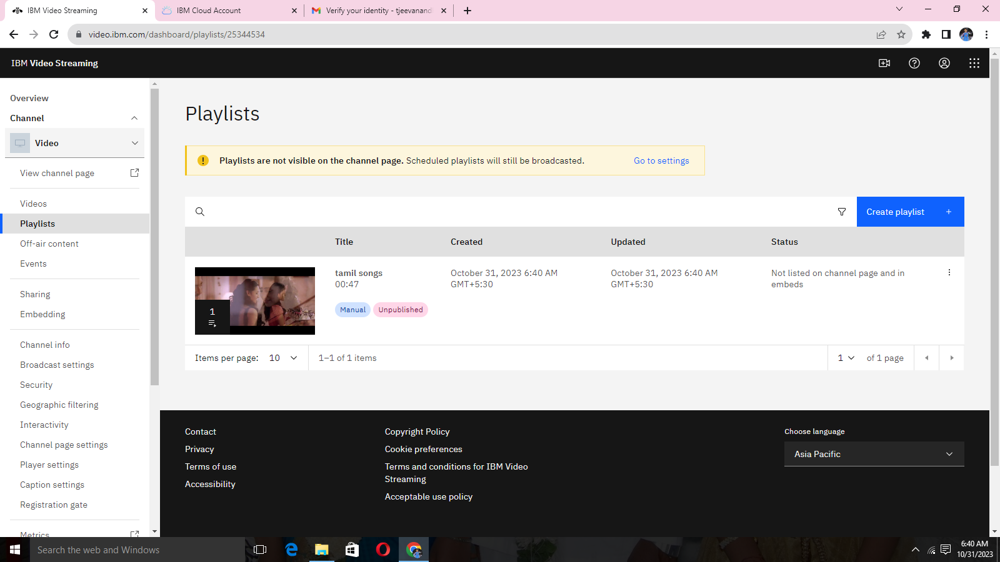 IBM Video Streaming
IBM Cloud Account
Verify your identity - tjeevanand
video.ibm.com/dashboard/playlists/25344534
IBM Video Streaming
Overview
Channel
Video
View channel page
Videos
Playlists
Off-air content
Events
Sharing
Embedding
Channel info
Broadcast settings
Security
Geographic filtering
Interactivity
Channel page settings
Player settings
Caption settings
Registration gate
Metrics
Playlists
Playlists are not visible on the channel page. Scheduled playlists will still be broadcasted.
Go to settings
Create playlist
Title Created Updated Status
1
tamil songs
00:47
Manual Unpublished
October 31, 2023 6:40 AM
GMT+5:30
October 31, 2023 6:40 AM
GMT+5:30
Not listed on channel page and in
embeds
Items per page: 10 1–1 of 1 items 1 of 1 page
Contact
Privacy
Terms of use
Accessibility
Copyright Policy
Cookie preferences
Terms and conditions for IBM Video
Streaming
Acceptable use policy
Choose language
Asia Pacific
Search the web and Windows
6:40 AM
10/31/2023